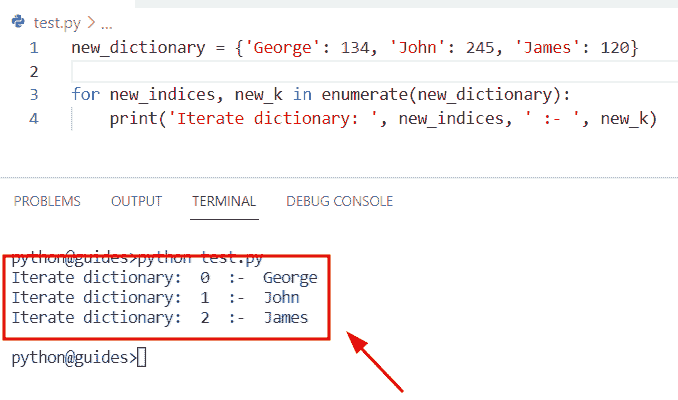 test.py > ...
1 new_dictionary = {'George': 134, 'John': 245, 'James': 120}
2
3 for new_indices, new_k in enumerate(new_dictionary):
4     print('Iterate dictionary: ', new_indices, ' :- ', new_k)
PROBLEMS OUTPUT TERMINAL DEBUG CONSOLE
python@guides>python test.py
Iterate dictionary:  0  :-  George
Iterate dictionary:  1  :-  John
Iterate dictionary:  2  :-  James
python@guides>